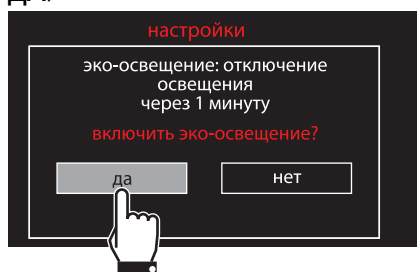 ДА.
настройки
эко-освещение: отключение
освещения
через 1 минуту
включить эко-освещение?
да
нет